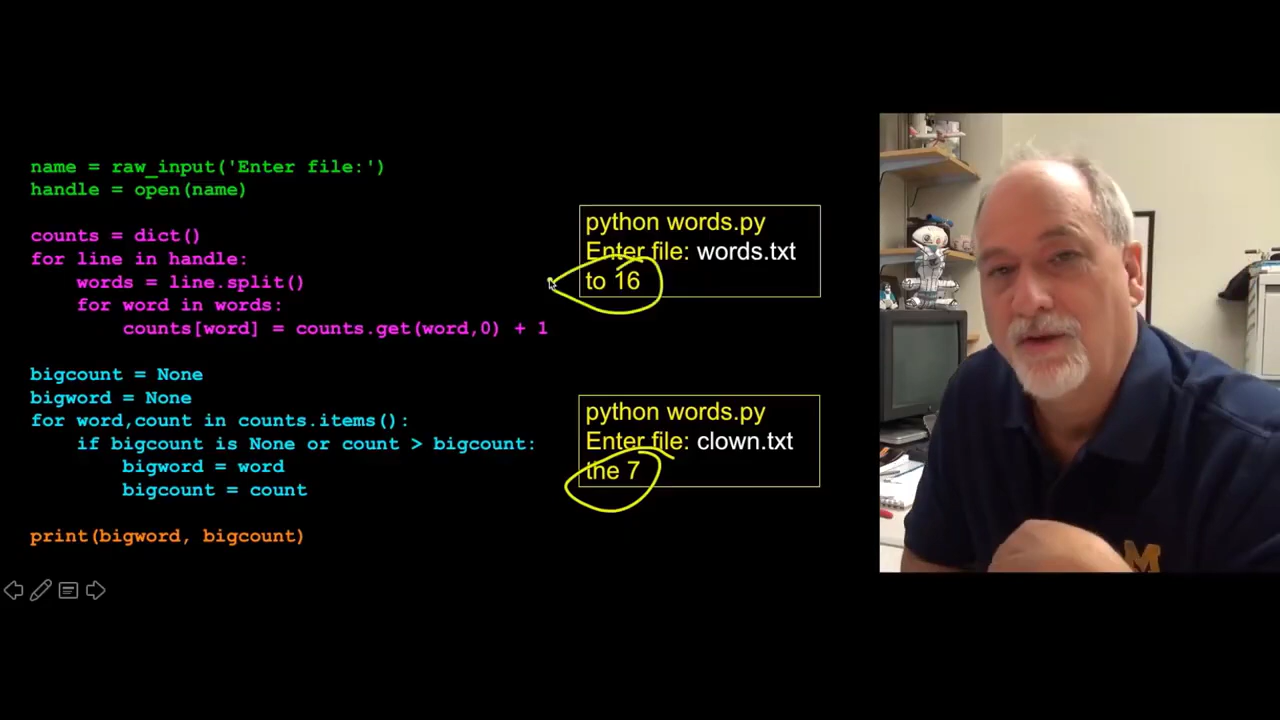 name = raw_input('Enter file:')
handle = open(name)
counts = dict()
for line in handle:
    words = line.split()
    for word in words:
        counts[word] = counts.get(word,0) + 1
bigcount = None
bigword = None
for word,count in counts.items():
    if bigcount is None or count > bigcount:
        bigword = word
        bigcount = count
print(bigword, bigcount)
python words.py
Enter file: words.txt
to 16
python words.py
Enter file: clown.txt
the 7
M